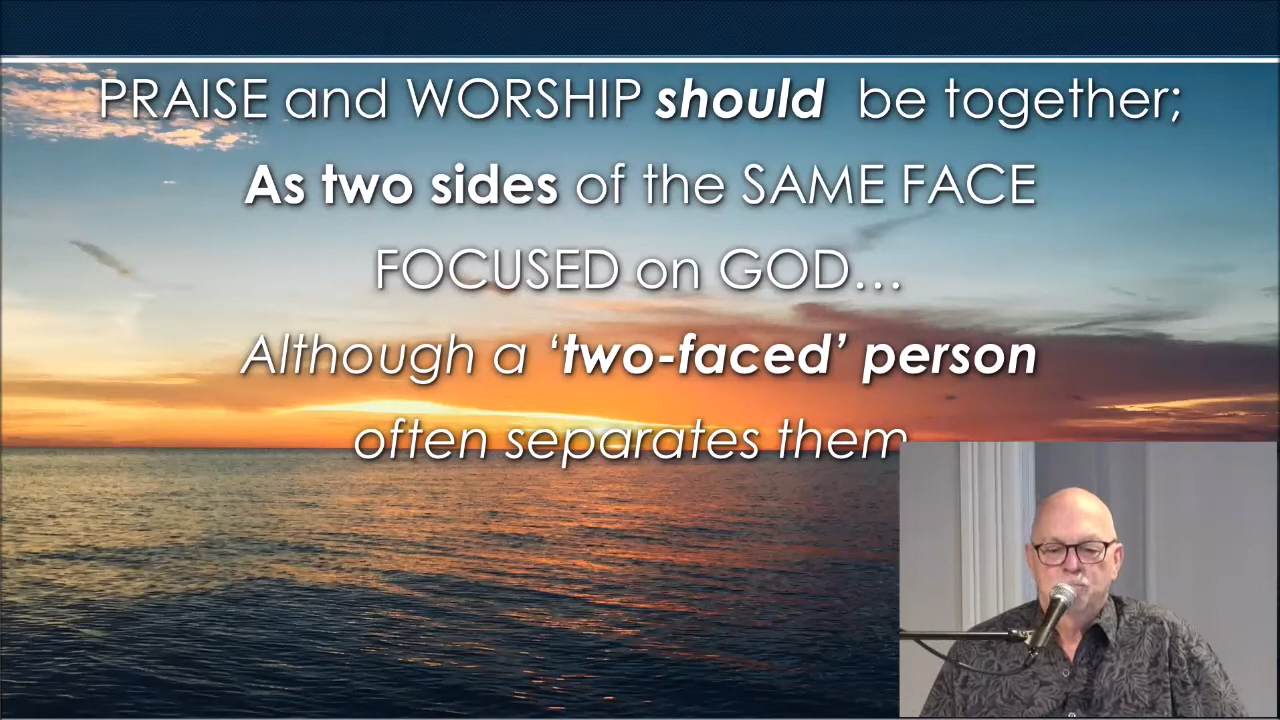 PRAISE and WORSHIP should be together;
As two sides of the SAME FACE
FOCUSED on GOD…
Although a ‘two-faced’ person
often separates them